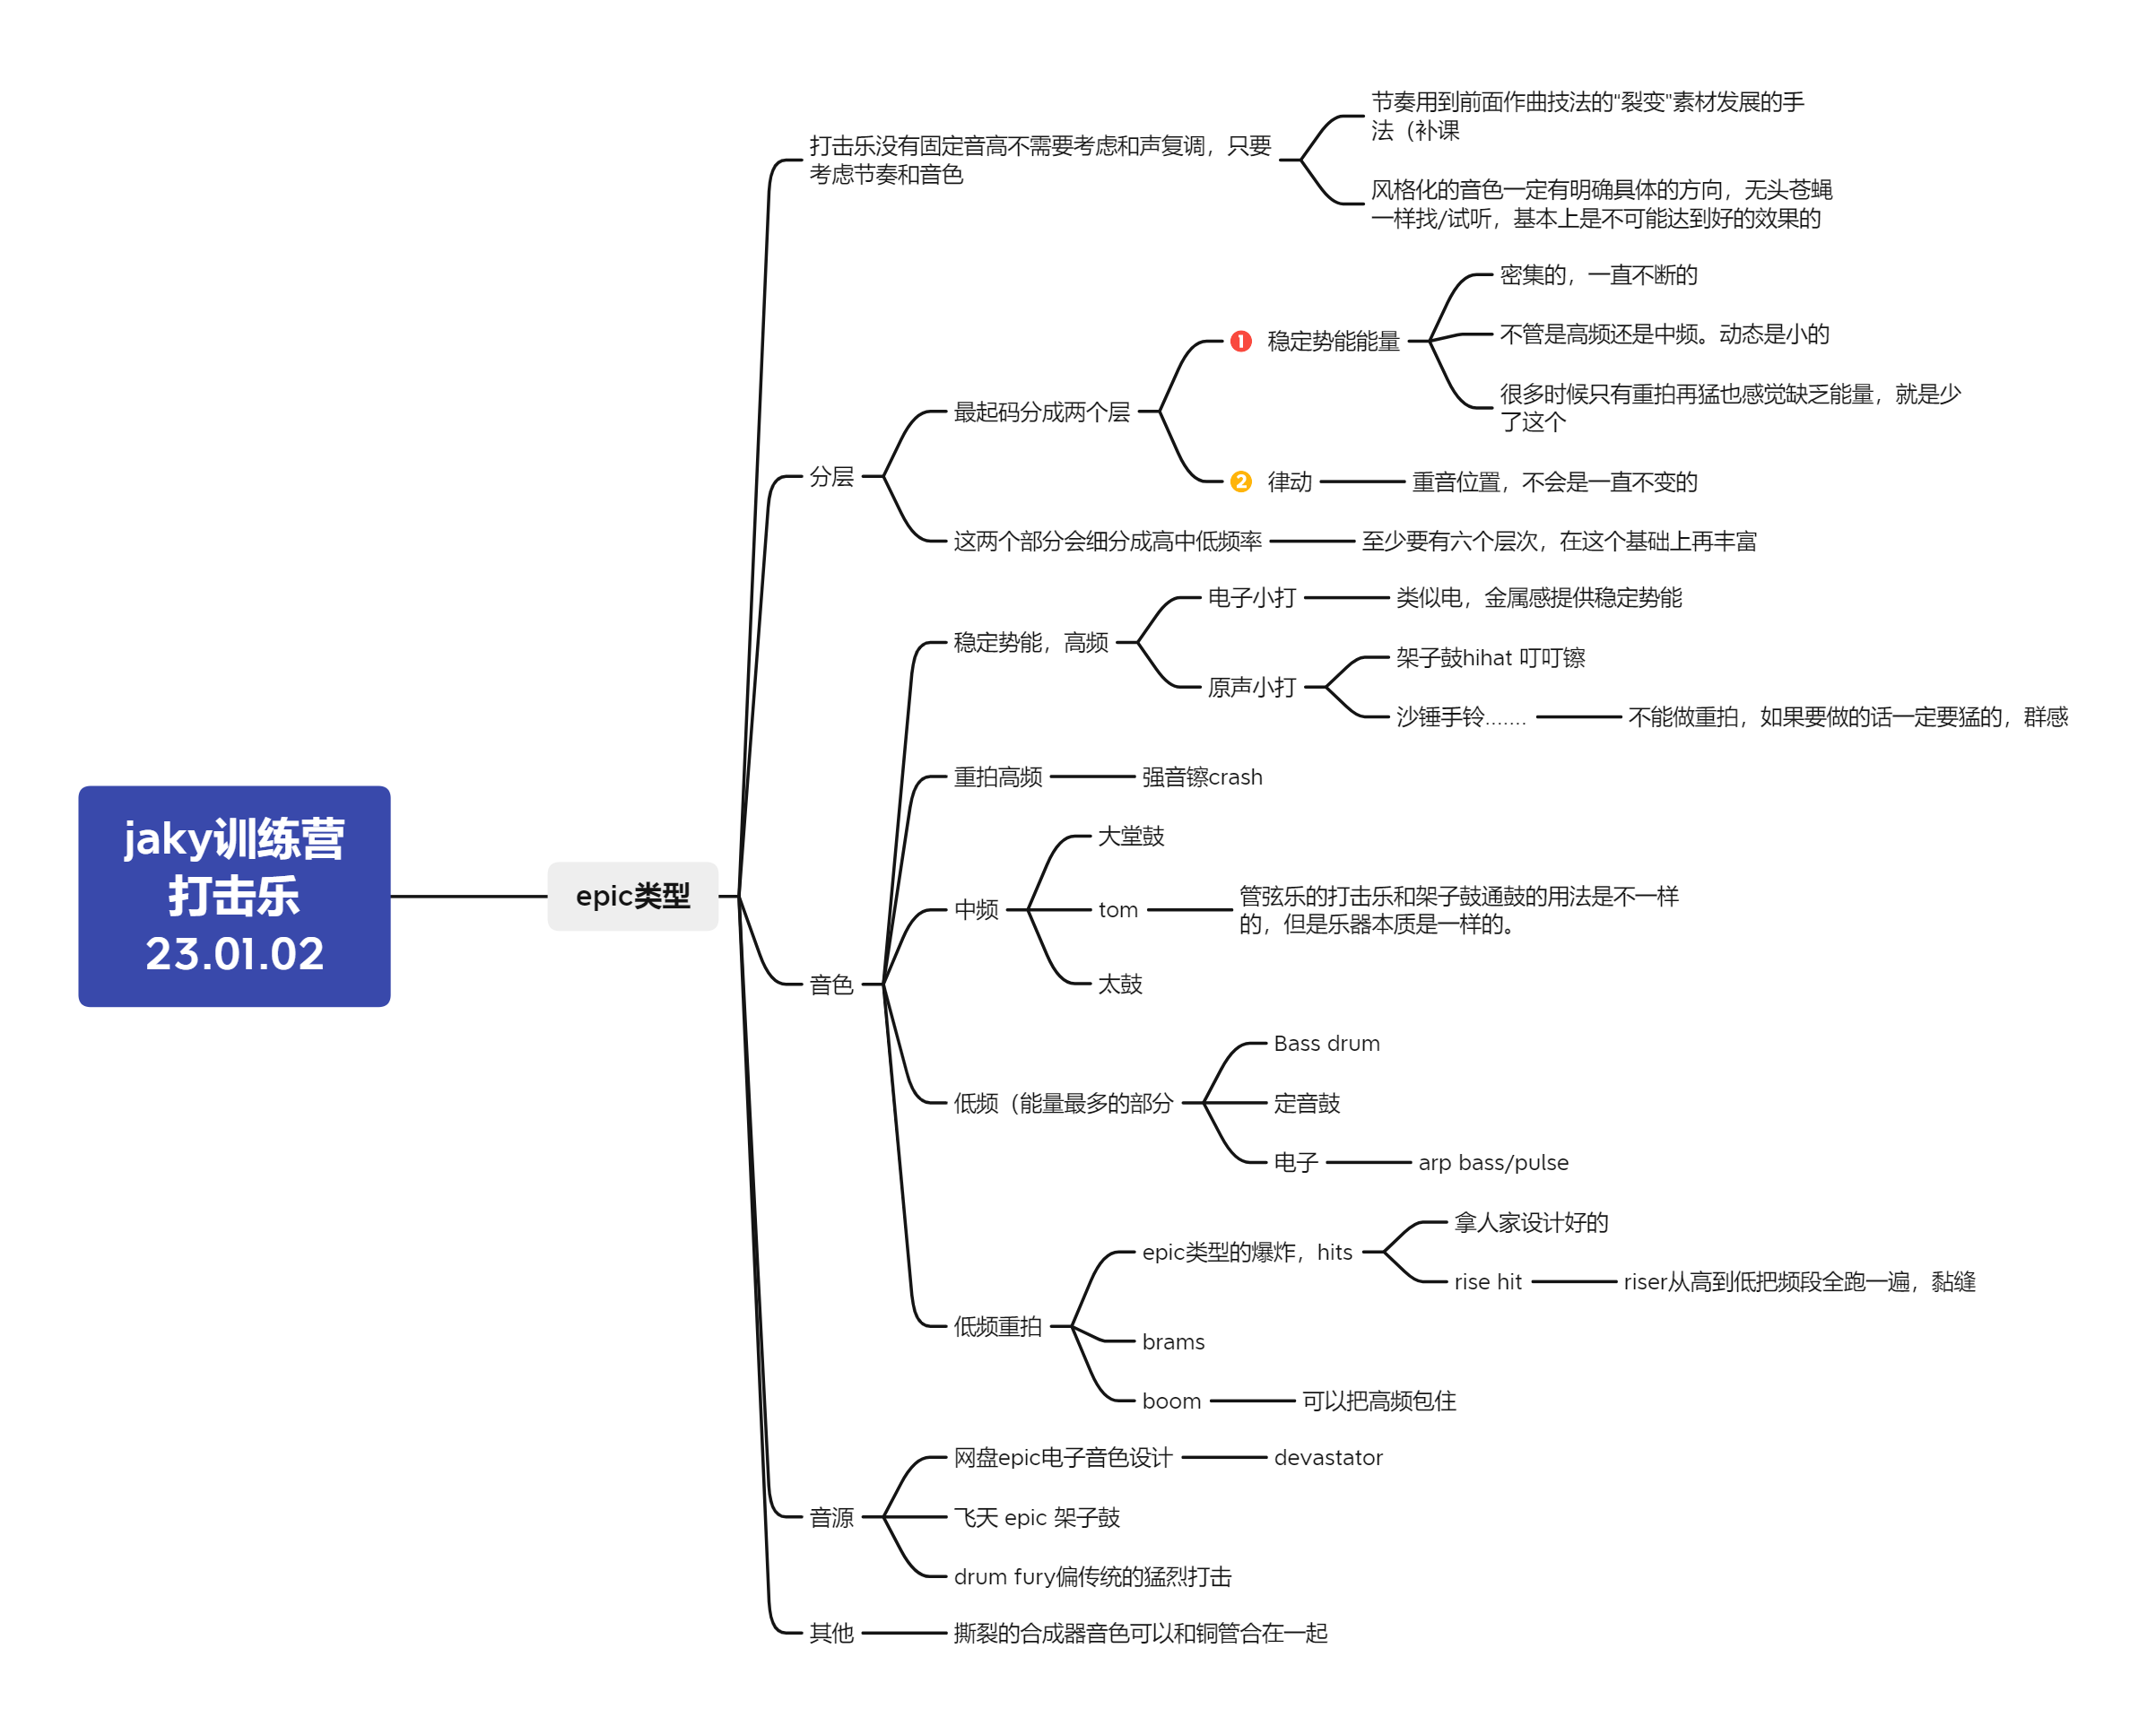 jaky训练营
打击乐
23.01.02
epic类型
打击乐没有固定音高不需要考虑和声复调，只要
考虑节奏和音色
节奏用到前面作曲技法的"裂变"素材发展的手
法（补课
风格化的音色一定有明确具体的方向，无头苍蝇
一样找/试听，基本上是不可能达到好的效果的
分层
最起码分成两个层
1 稳定势能能量
密集的，一直不断的
不管是高频还是中频。动态是小的
很多时候只有重拍再猛也感觉缺乏能量，就是少
了这个
2 律动
重音位置，不会是一直不变的
这两个部分会细分成高中低频率
至少要有六个层次，在这个基础上再丰富
音色
稳定势能，高频
电子小打
类似电，金属感提供稳定势能
原声小打
架子鼓hihat 叮叮镲
沙锤手铃.......
不能做重拍，如果要做的话一定要猛的，群感
重拍高频
强音镲crash
中频
大堂鼓
tom
管弦乐的打击乐和架子鼓通鼓的用法是不一样
的，但是乐器本质是一样的。
太鼓
低频（能量最多的部分
Bass drum
定音鼓
电子
arp bass/pulse
低频重拍
epic类型的爆炸，hits
拿人家设计好的
rise hit
riser从高到低把频段全跑一遍，黏缝
brams
boom
可以把高频包住
音源
网盘epic电子音色设计
devastator
飞天 epic 架子鼓
drum fury偏传统的猛烈打击
其他
撕裂的合成器音色可以和铜管合在一起